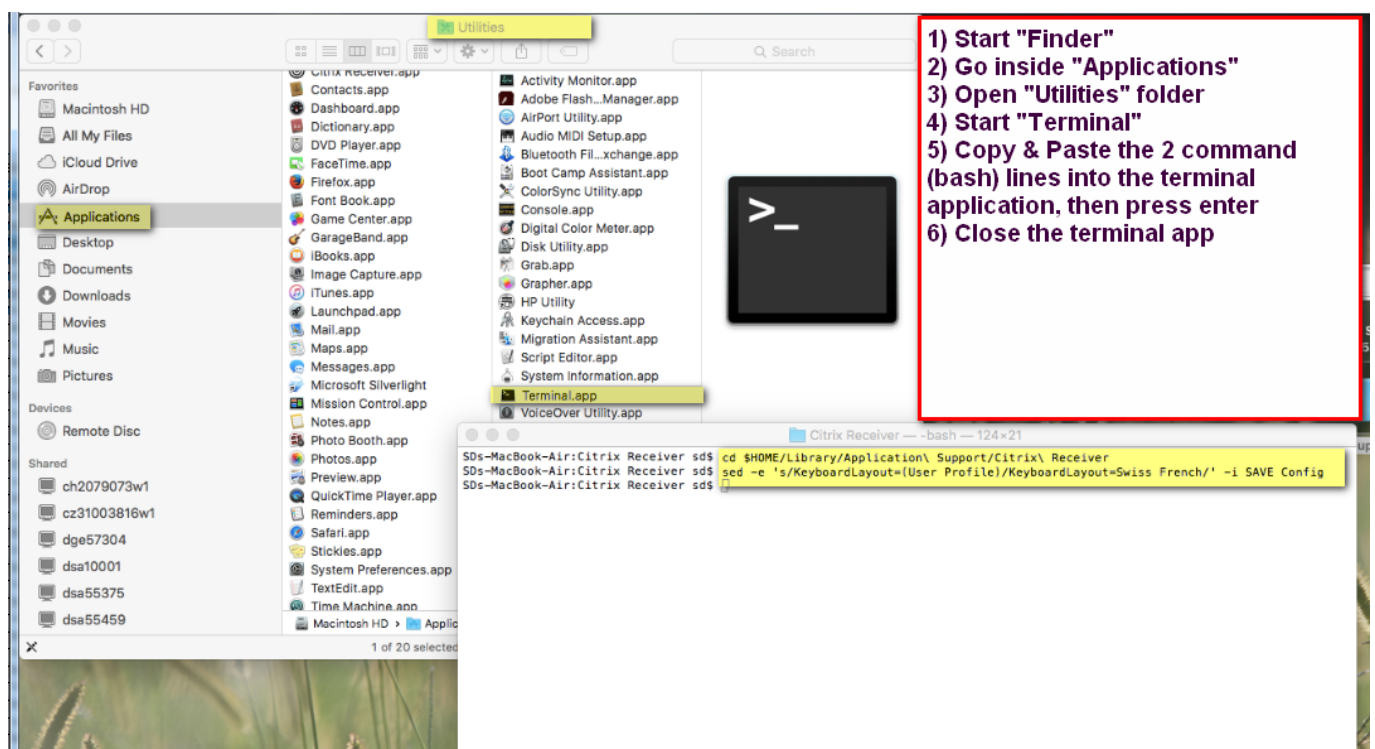 Utilities
Search
1) Start "Finder"
2) Go inside "Applications"
3) Open "Utilities" folder
4) Start "Terminal"
5) Copy & Paste the 2 command
(bash) lines into the terminal
application, then press enter
6) Close the terminal app
Favorites
Macintosh HD
All My Files
iCloud Drive
AirDrop
Applications
Desktop
Documents
Downloads
Movies
Music
Pictures
Devices
Remote Disc
Shared
ch2079073w1
cz31003816w1
dge57304
dsa10001
dsa55375
dsa55459
Citrix Receiver.app
Contacts.app
Dashboard.app
Dictionary.app
DVD Player.app
FaceTime.app
Firefox.app
Font Book.app
Game Center.app
GarageBand.app
iBooks.app
Image Capture.app
iTunes.app
Launchpad.app
Mail.app
Maps.app
Messages.app
Microsoft Silverlight
Mission Control.app
Notes.app
Photo Booth.app
Photos.app
Preview.app
QuickTime Player.app
Reminders.app
Safari.app
Stickies.app
System Preferences.app
TextEdit.app
Time Machine.app
Activity Monitor.app
Adobe Flash...Manager.app
AirPort Utility.app
Audio MIDI Setup.app
Bluetooth Fil...xchange.app
Boot Camp Assistant.app
ColorSync Utility.app
Console.app
Digital Color Meter.app
Disk Utility.app
Grab.app
Grapher.app
HP Utility
Keychain Access.app
Migration Assistant.app
Script Editor.app
System Information.app
Terminal.app
VoiceOver Utility.app
>_
Macintosh HD > Applic
1 of 20 selected
Citrix Receiver — -bash — 124×21
SDs-MacBook-Air:Citrix Receiver sd$ cd $HOME/Library/Application\ Support/Citrix\ Receiver
SDs-MacBook-Air:Citrix Receiver sd$ sed -e 's/KeyboardLayout=(User Profile)/KeyboardLayout=Swiss French/' -i SAVE Config
SDs-MacBook-Air:Citrix Receiver sd$